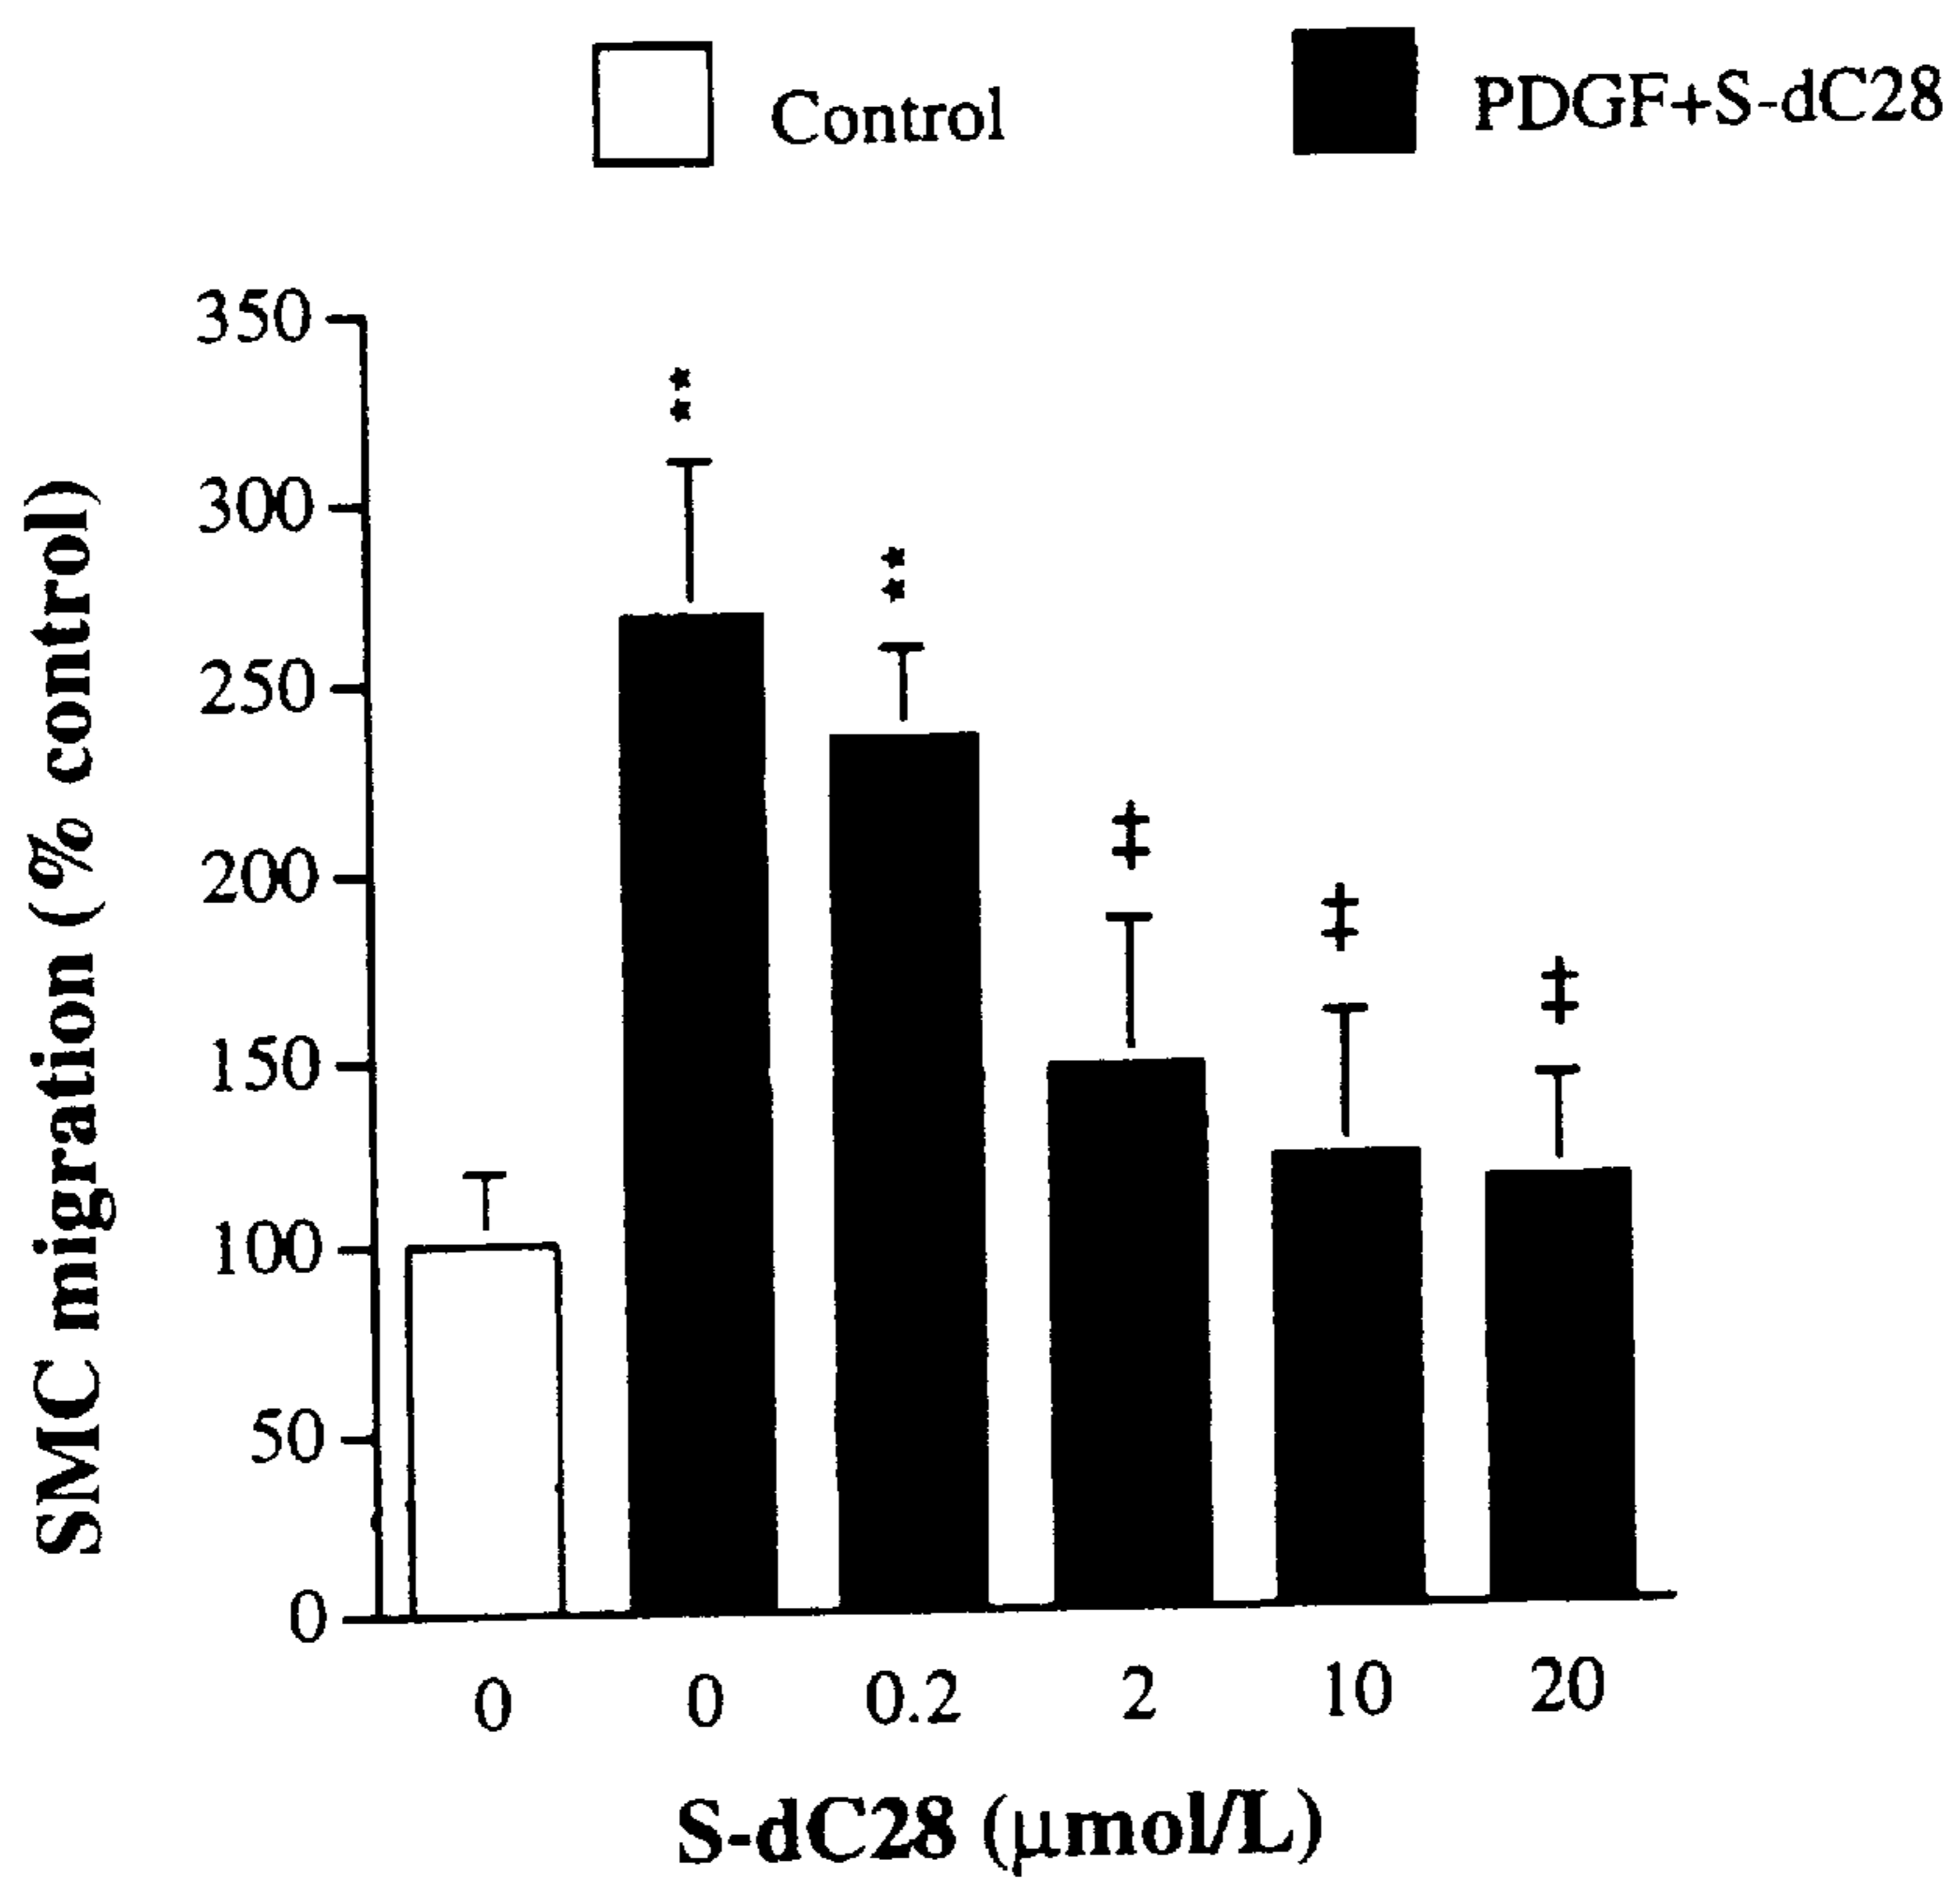 Control
PDGF+S-dC28
SMC migration (% control)
350
300
250
200
150
100
50
0
**
**
‡
‡
‡
0 0 0.2 2 10 20
S-dC28 (μmol/L)